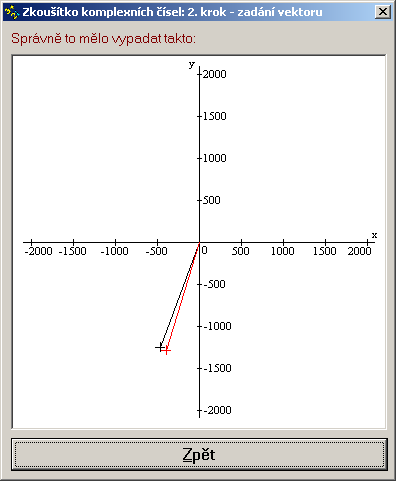 Zkoušítko komplexních čísel: 2. krok - zadání vektoru
Správně to mělo vypadat takto:
y
2000
1500
1000
500
x
-2000 -1500 -1000 -500 0 500 1000 1500 2000
-500
-1000
-1500
-2000
Zpět